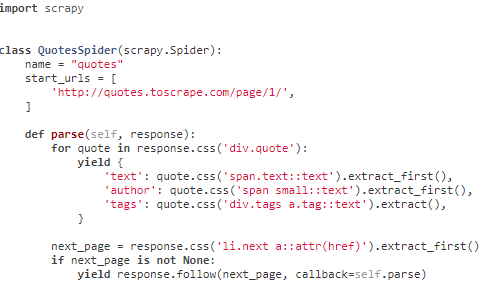 import scrapy
class QuotesSpider(scrapy.Spider):
    name = "quotes"
    start_urls = [
        'http://quotes.toscrape.com/page/1/',
    ]
    def parse(self, response):
        for quote in response.css('div.quote'):
            yield {
                'text': quote.css('span.text::text').extract_first(),
                'author': quote.css('span small::text').extract_first(),
                'tags': quote.css('div.tags a.tag::text').extract(),
            }
        next_page = response.css('li.next a::attr(href)').extract_first()
        if next_page is not None:
            yield response.follow(next_page, callback=self.parse)